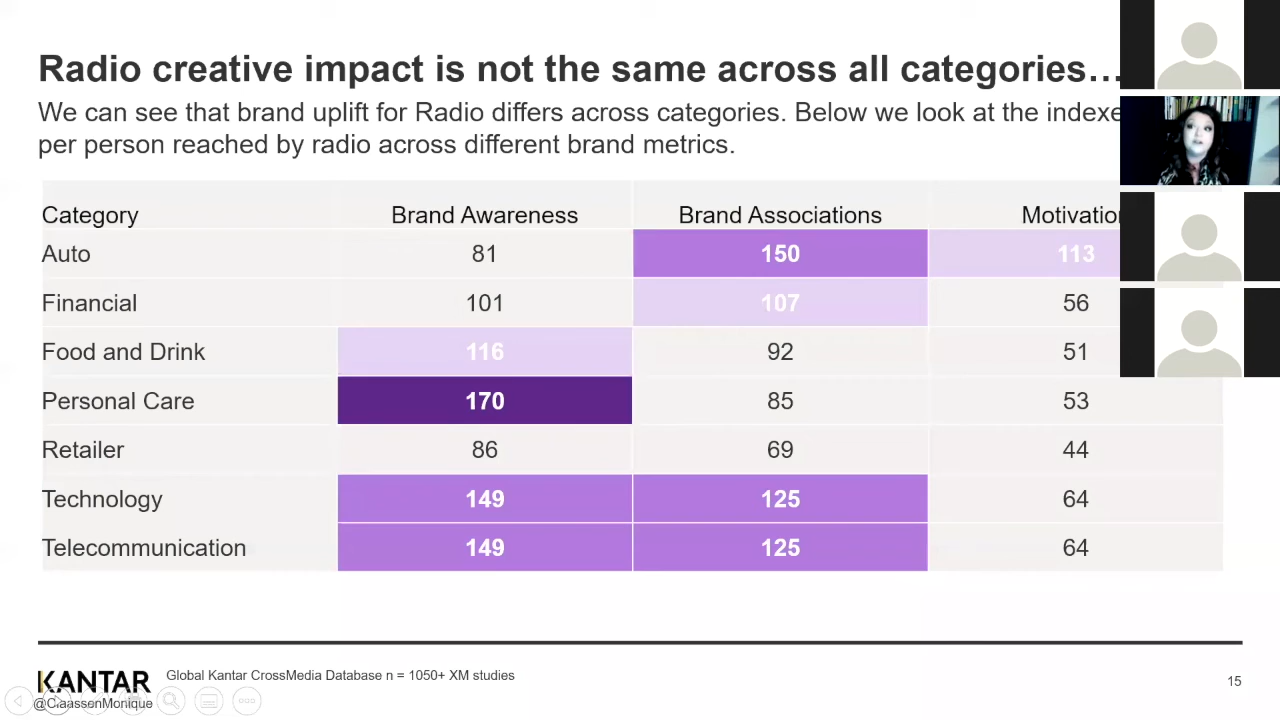 Radio creative impact is not the same across all categories…
We can see that brand uplift for Radio differs across categories. Below we look at the indexe
per person reached by radio across different brand metrics.
Category Brand Awareness Brand Associations Motivation
Auto 81 150 113
Financial 101 107 56
Food and Drink 116 92 51
Personal Care 170 85 53
Retailer 86 69 44
Technology 149 125 64
Telecommunication 149 125 64
KANTAR Global Kantar CrossMedia Database n = 1050+ XM studies
15
@ClaassenMonique